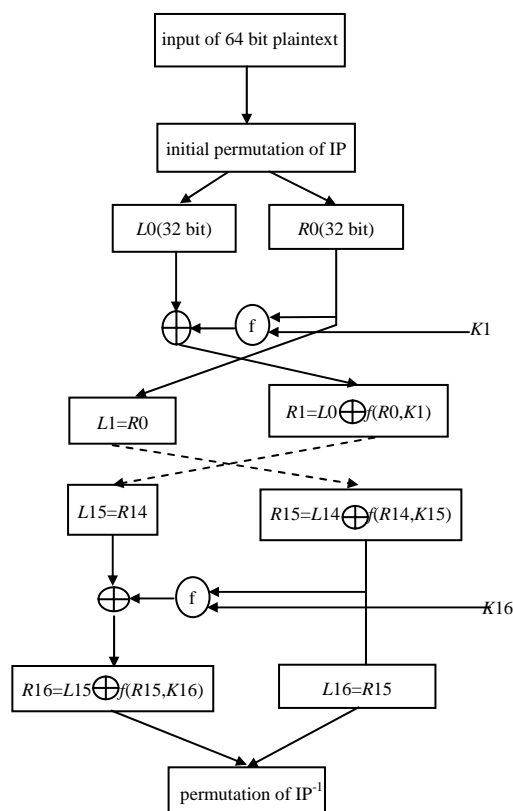 input of 64 bit plaintext
initial permutation of IP
L0(32 bit)
R0(32 bit)
f
K1
L1=R0
R1=L0⊕f(R0,K1)
L15=R14
R15=L14⊕f(R14,K15)
f
K16
R16=L15⊕f(R15,K16)
L16=R15
permutation of IP⁻¹